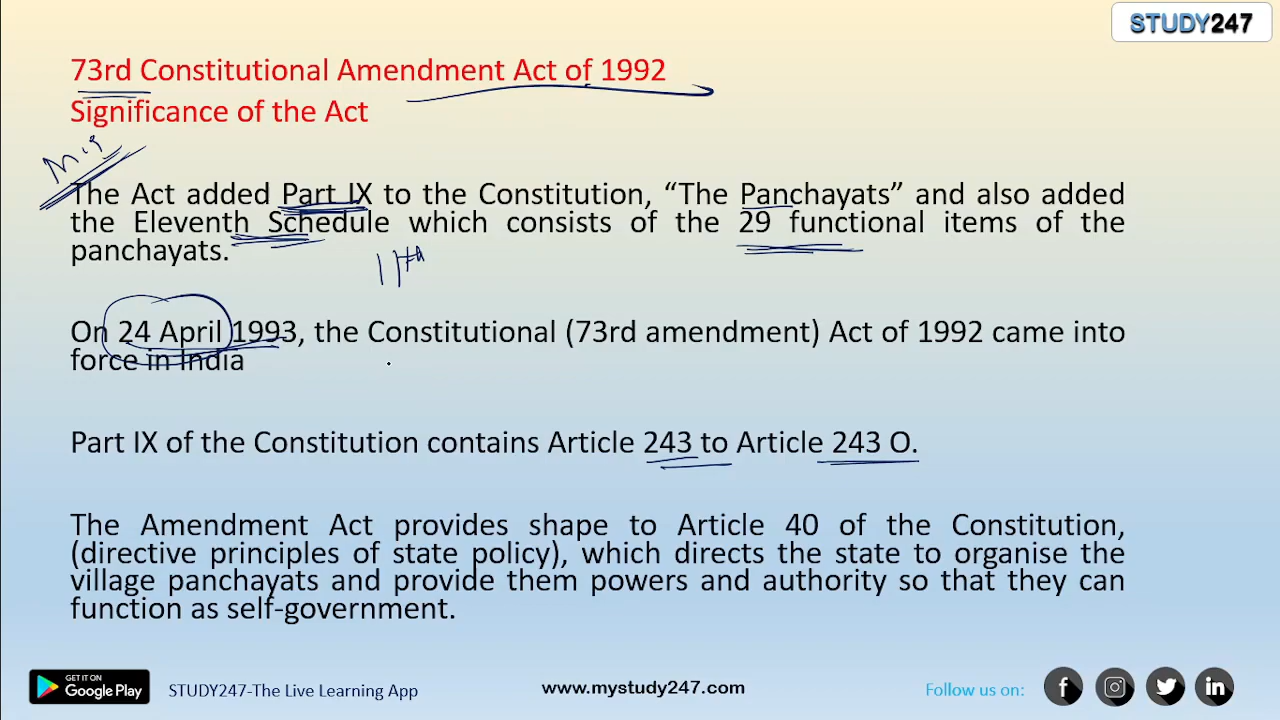 STUDY247
73rd Constitutional Amendment Act of 1992
Significance of the Act
The Act added Part IX to the Constitution, “The Panchayats” and also added
the Eleventh Schedule which consists of the 29 functional items of the
panchayats.
11th
On 24 April 1993, the Constitutional (73rd amendment) Act of 1992 came into
force in India
Part IX of the Constitution contains Article 243 to Article 243 O.
The Amendment Act provides shape to Article 40 of the Constitution,
(directive principles of state policy), which directs the state to organise the
village panchayats and provide them powers and authority so that they can
function as self-government.
GET IT ON
Google Play
STUDY247-The Live Learning App
www.mystudy247.com
Follow us on: